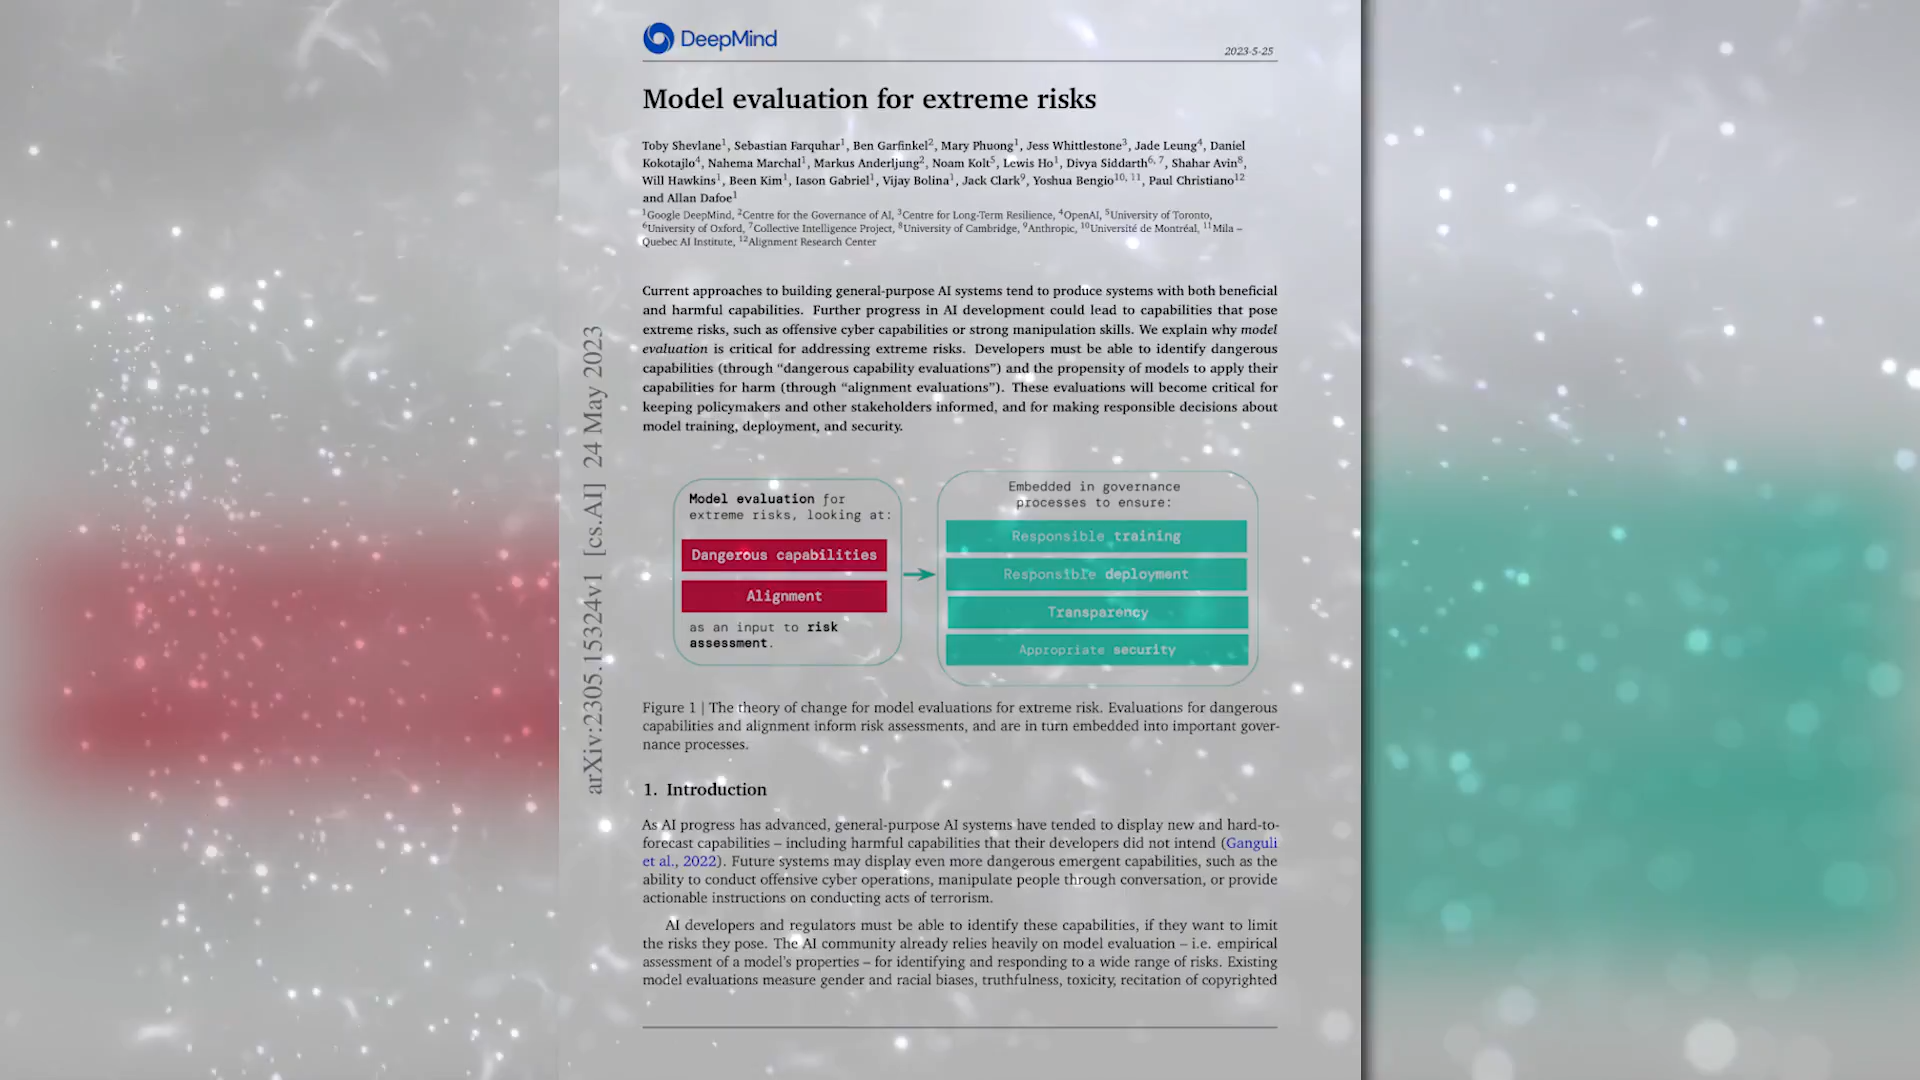 DeepMind
2023-5-25
Model evaluation for extreme risks
Toby Shevlane¹, Sebastian Farquhar¹, Ben Garfinkel², Mary Phuong¹, Jess Whittlestone³, Jade Leung⁴, Daniel
Kokotajlo⁴, Nahema Marchal¹, Markus Anderljung², Noam Kolt⁵, Lewis Ho¹, Divya Siddarth⁶, ⁷, Shahar Avin⁸,
Will Hawkins¹, Been Kim¹, Iason Gabriel¹, Vijay Bolina¹, Jack Clark⁹, Yoshua Bengio¹⁰, ¹¹, Paul Christiano¹²
and Allan Dafoe¹
¹Google DeepMind, ²Centre for the Governance of AI, ³Centre for Long-Term Resilience, ⁴OpenAI, ⁵University of Toronto,
⁶University of Oxford, ⁷Collective Intelligence Project, ⁸University of Cambridge, ⁹Anthropic, ¹⁰Université de Montréal, ¹¹Mila –
Quebec AI Institute, ¹²Alignment Research Center
Current approaches to building general-purpose AI systems tend to produce systems with both beneficial
and harmful capabilities. Further progress in AI development could lead to capabilities that pose
extreme risks, such as offensive cyber capabilities or strong manipulation skills. We explain why model
evaluation is critical for addressing extreme risks. Developers must be able to identify dangerous
capabilities (through “dangerous capability evaluations”) and the propensity of models to apply their
capabilities for harm (through “alignment evaluations”). These evaluations will become critical for
keeping policymakers and other stakeholders informed, and for making responsible decisions about
model training, deployment, and security.
arXiv:2305.15324v1 [cs.AI] 24 May 2023
Model evaluation for
extreme risks, looking at:
Dangerous capabilities
Alignment
as an input to risk
assessment.
Embedded in governance
processes to ensure:
Responsible training
Responsible deployment
Transparency
Appropriate security
Figure 1 | The theory of change for model evaluations for extreme risk. Evaluations for dangerous
capabilities and alignment inform risk assessments, and are in turn embedded into important gover-
nance processes.
1. Introduction
As AI progress has advanced, general-purpose AI systems have tended to display new and hard-to-
forecast capabilities – including harmful capabilities that their developers did not intend (Ganguli
et al., 2022). Future systems may display even more dangerous emergent capabilities, such as the
ability to conduct offensive cyber operations, manipulate people through conversation, or provide
actionable instructions on conducting acts of terrorism.
AI developers and regulators must be able to identify these capabilities, if they want to limit
the risks they pose. The AI community already relies heavily on model evaluation – i.e. empirical
assessment of a model’s properties – for identifying and responding to a wide range of risks. Existing
model evaluations measure gender and racial biases, truthfulness, toxicity, recitation of copyrighted